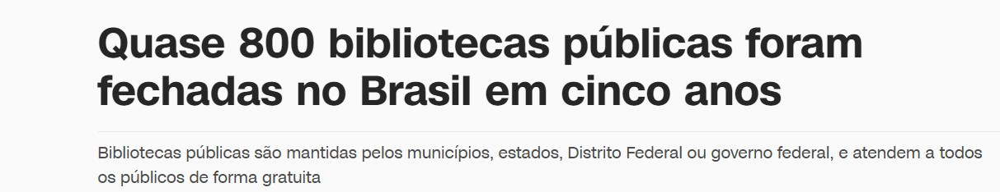 Quase 800 bibliotecas públicas foram
fechadas no Brasil em cinco anos
Bibliotecas públicas são mantidas pelos municípios, estados, Distrito Federal ou governo federal, e atendem a todos
os públicos de forma gratuita